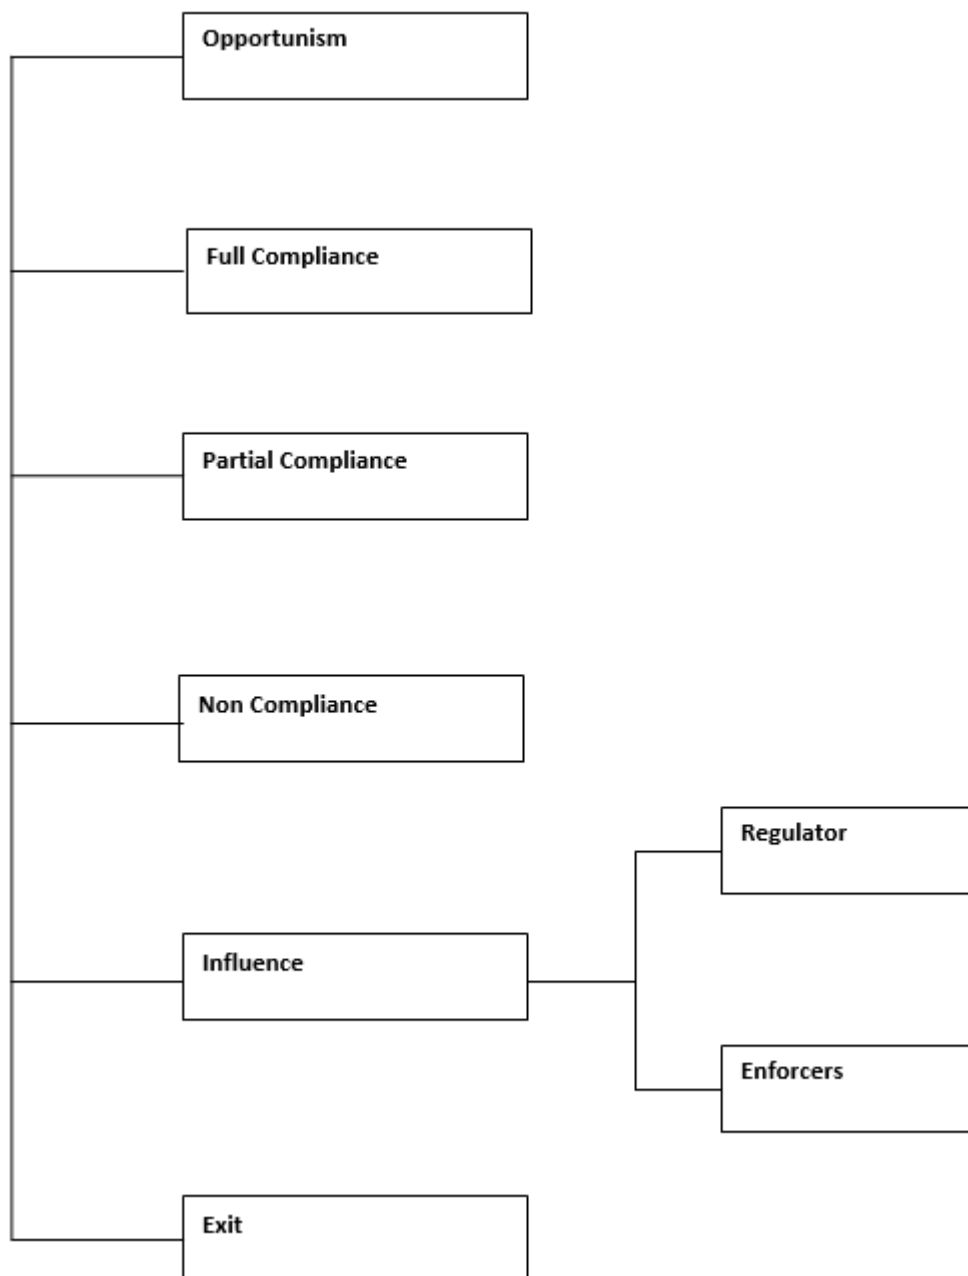 Opportunism
Full Compliance
Partial Compliance
Non Compliance
Regulator
Influence
Enforcers
Exit